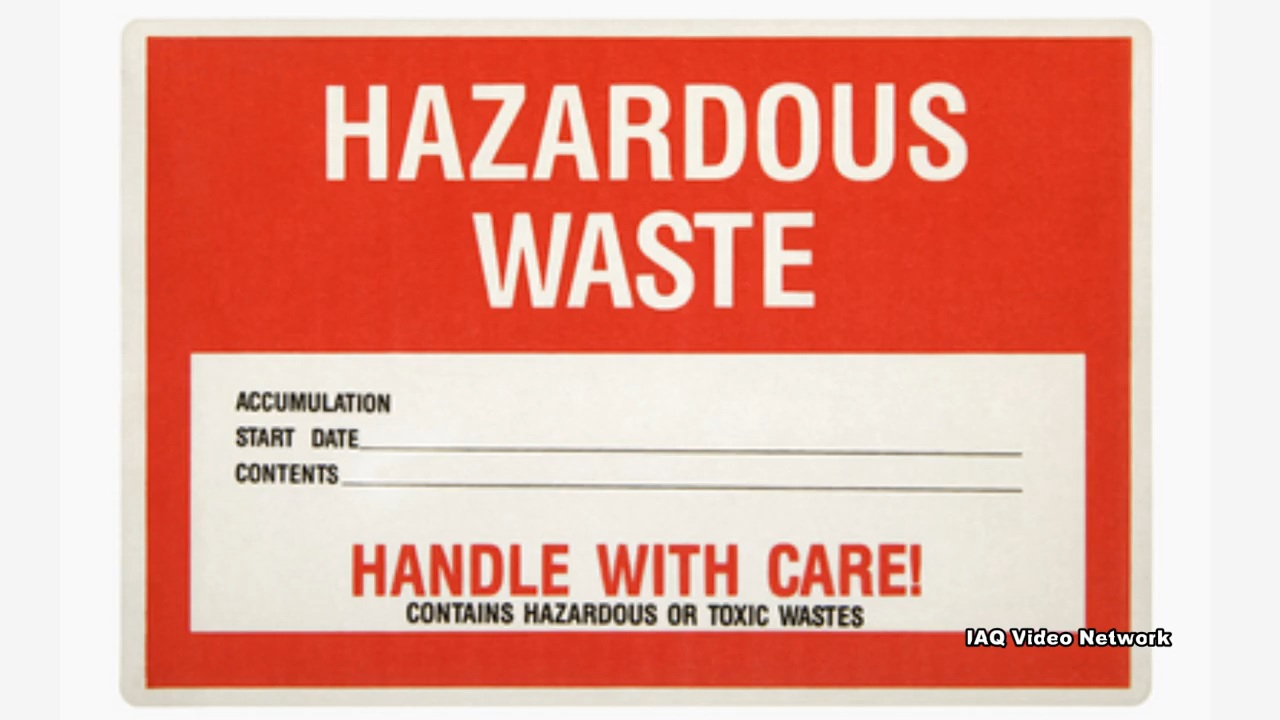 HAZARDOUS
WASTE
ACCUMULATION
START DATE
CONTENTS
HANDLE WITH CARE!
CONTAINS HAZARDOUS OR TOXIC WASTES
IAQ Video Network